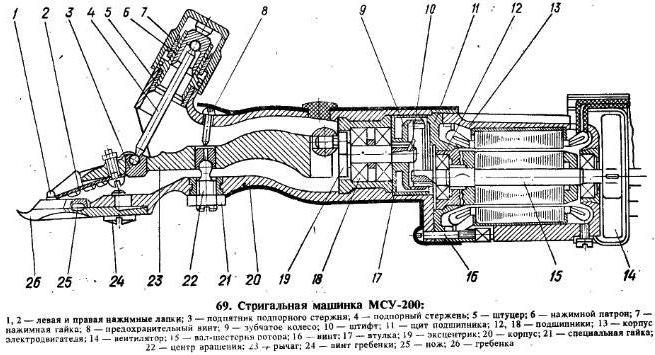 1 2 3 4 5 6 7 8 9 10 11 12 13
26 25 24 23 22 21 20 19 18 17 16 15 14
69. Стригальная машинка МСУ-200:
1, 2 — левая и правая нажимные лапки; 3 — подпятник подпорного стержня; 4 — подпорный стержень; 5 — штуцер; 6 — нажимной патрон; 7 —
нажимная гайка; 8 — предохранительный винт; 9 — зубчатое колесо; 10 — штифт; 11 — щит подшипника; 12, 18 — подшипники; 13 — корпус
электродвигателя; 14 — вентилятор; 15 — вал-шестерня ротора; 16 — винт; 17 — втулка; 19 — эксцентрик; 20 — корпус; 21 — специальная гайка;
22 — центр вращения; 23 — рычаг; 24 — винт гребенки; 25 — нож; 26 — гребенка